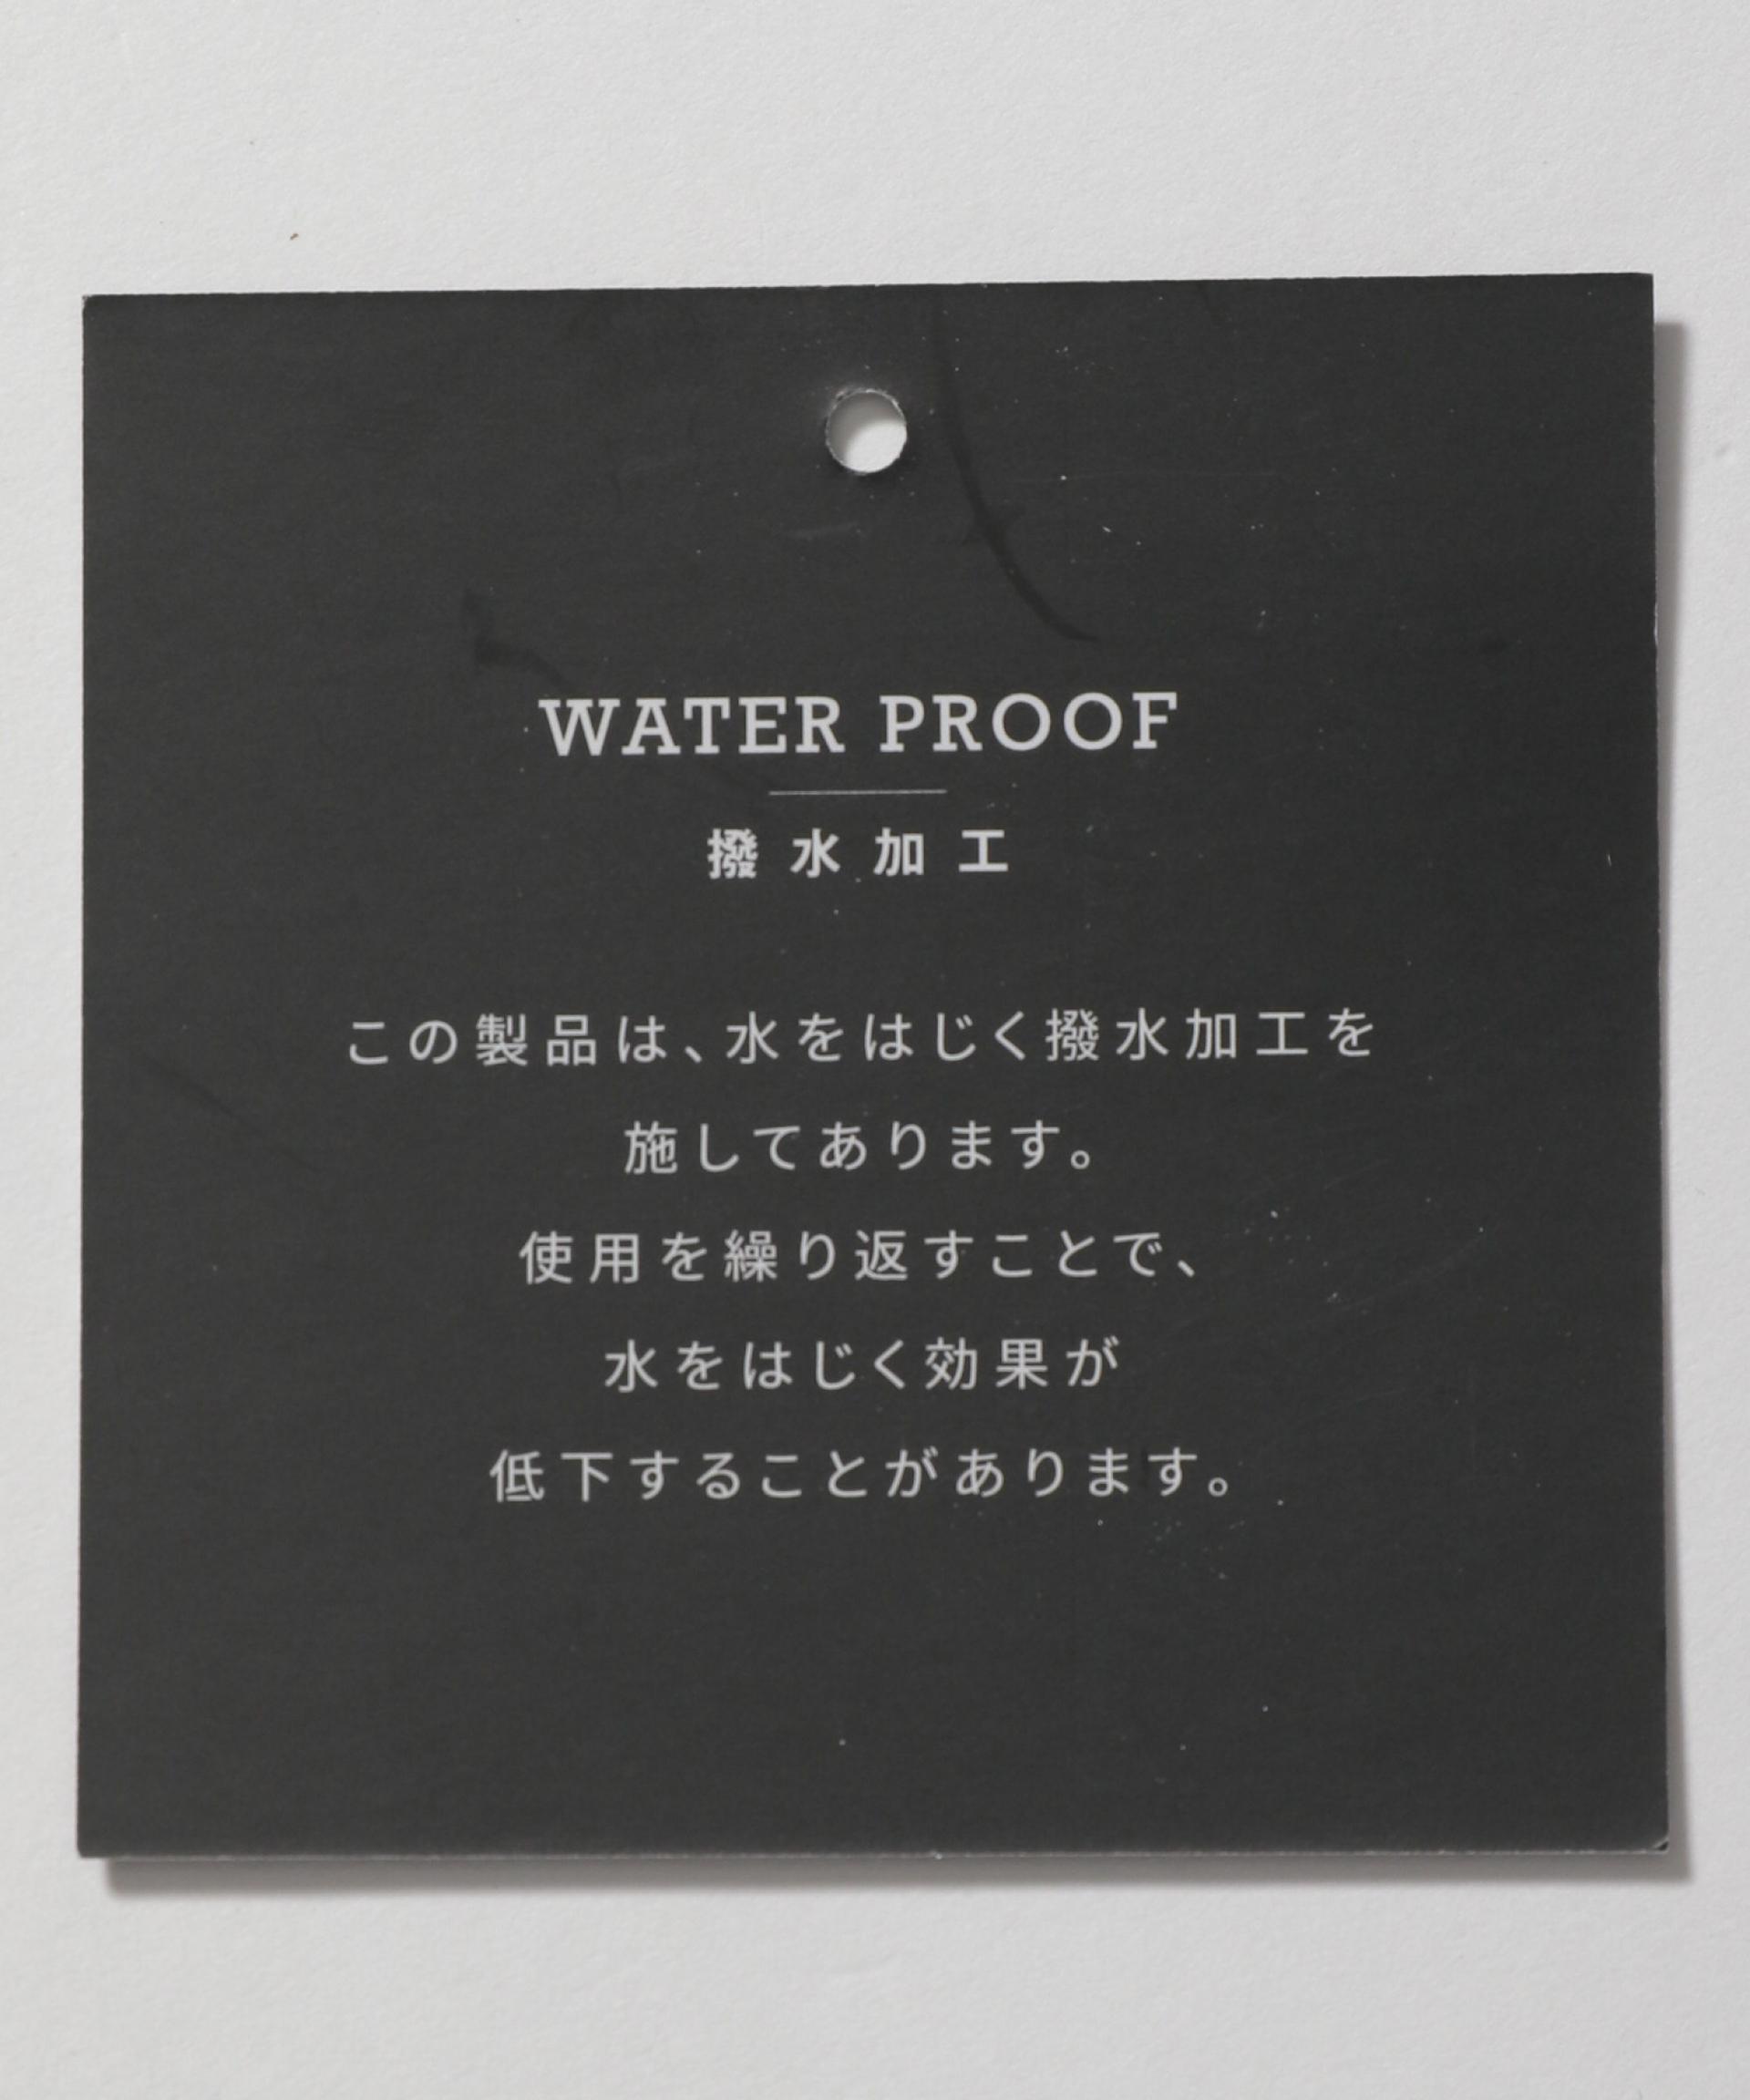 WATER PROOF
撥水加工
この製品は、水をはじく撥水加工を
施してあります。
使用を繰り返すことで、
水をはじく効果が
低下することがあります。